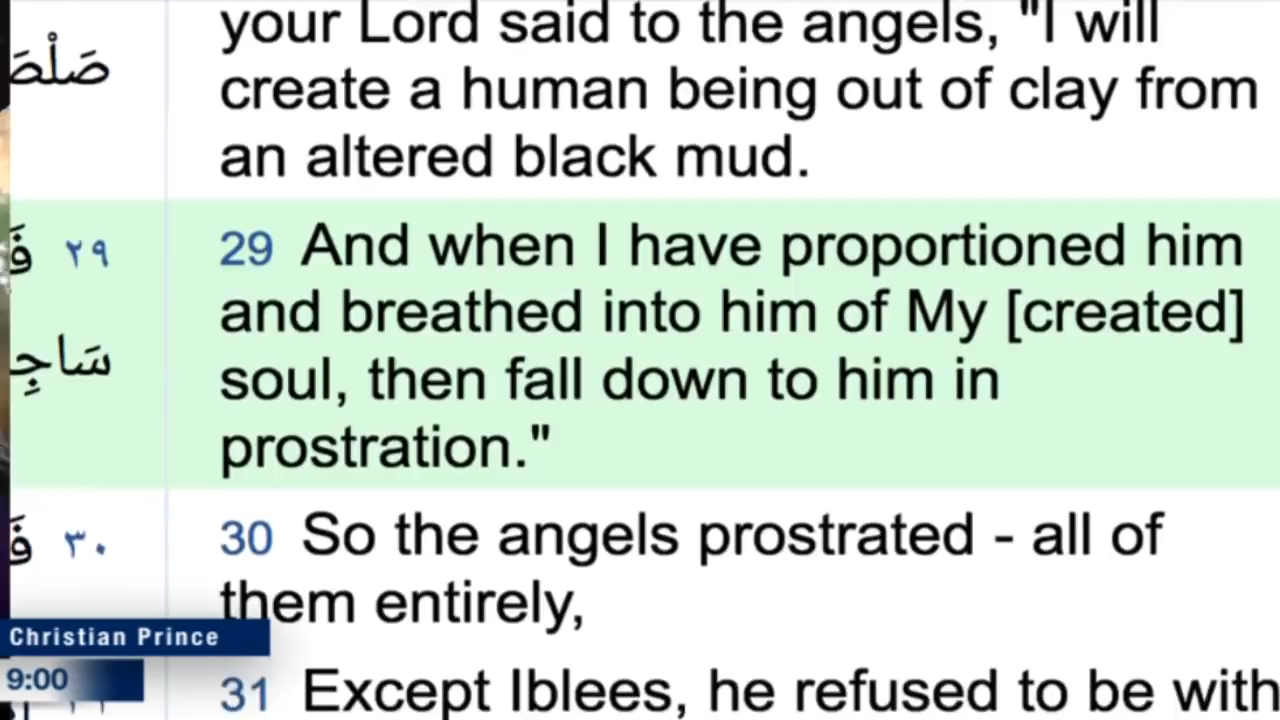 your Lord said to the angels, "I will
create a human being out of clay from
an altered black mud.
٢٩
29 And when I have proportioned him
and breathed into him of My [created]
soul, then fall down to him in
prostration."
٣٠
30 So the angels prostrated - all of
them entirely,
31 Except Iblees, he refused to be with
Christian Prince
9:00